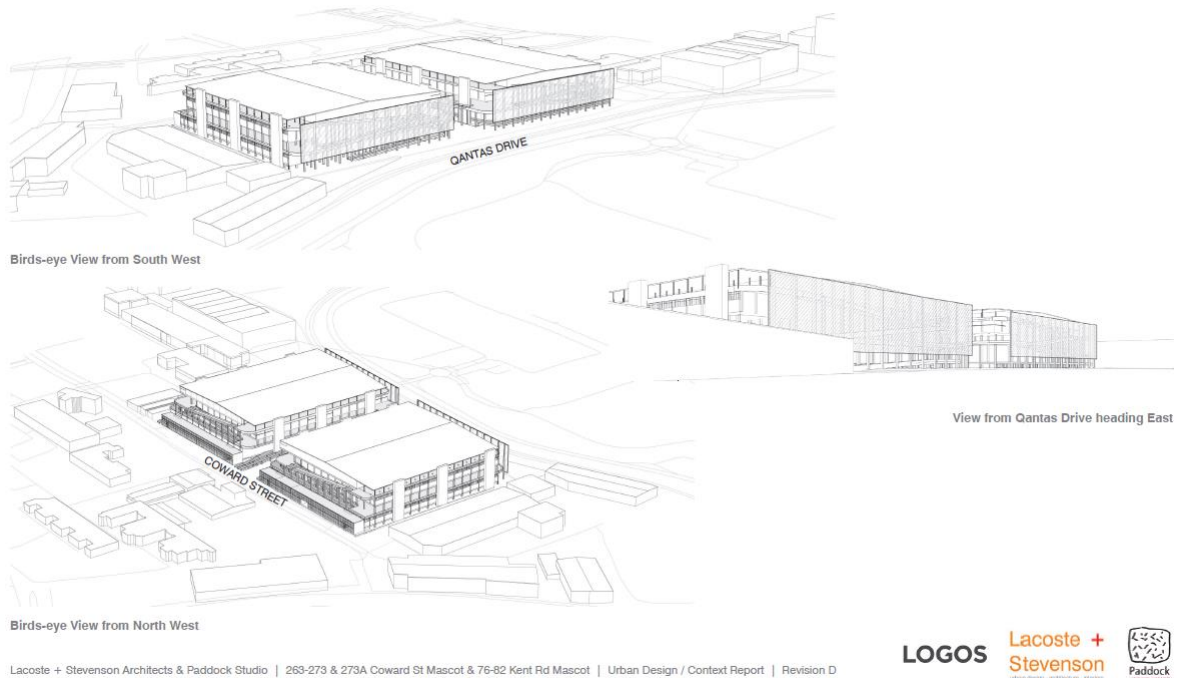 QANTAS DRIVE
Birds-eye View from South West
View from Qantas Drive heading East
COWARD STREET
Birds-eye View from North West
Lacoste + Stevenson Architects & Paddock Studio | 263-273 & 273A Coward St Mascot & 76-82 Kent Rd Mascot | Urban Design / Context Report | Revision D
LOGOS
Lacoste +
Stevenson
Paddock